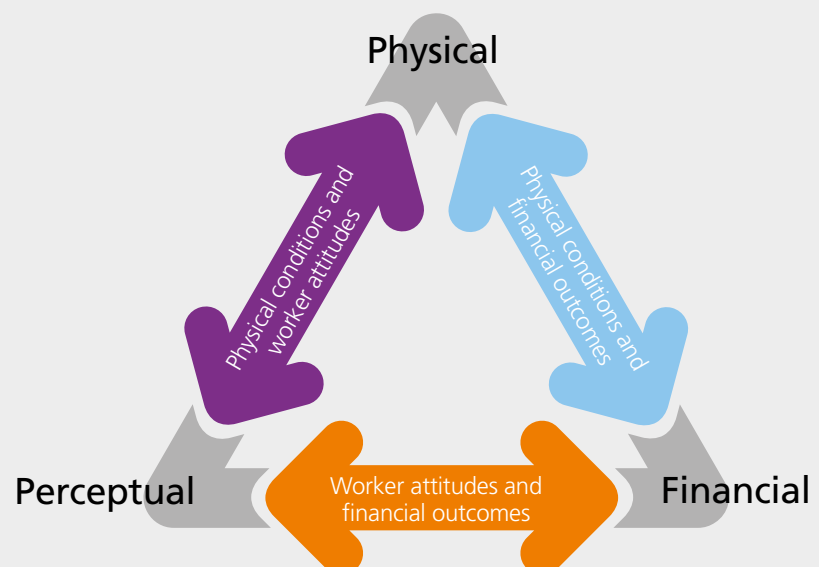 Physical
Physical conditions and
worker attitudes
Physical conditions and
financial outcomes
Perceptual
Worker attitudes and
financial outcomes
Financial